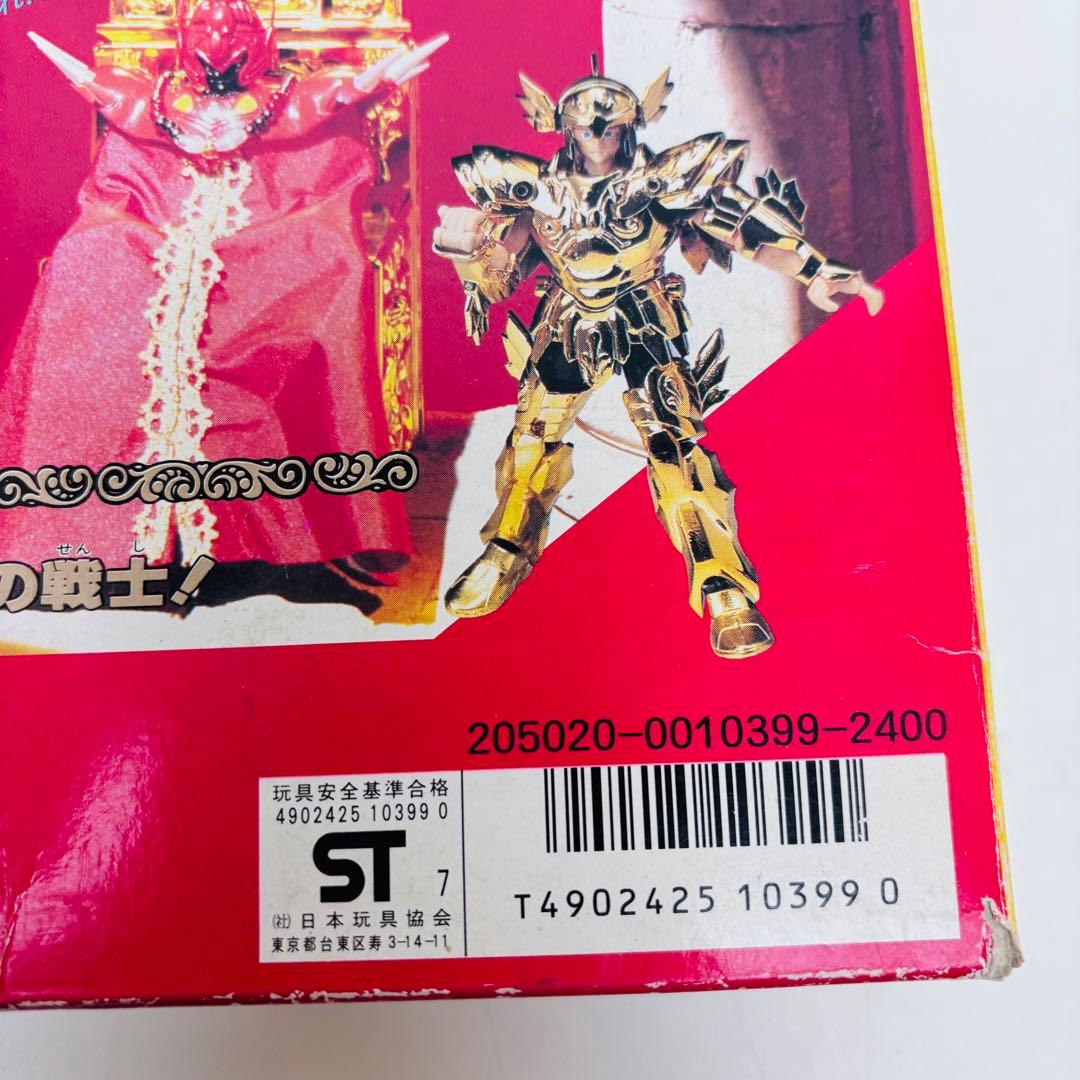 せん し
の戦士!
205020-0010399-2400
玩具安全基準合格
4902425 10399 0
ST 7
(社)日本玩具協会
東京都台東区寿 3-14-11
T4902425 10399 0